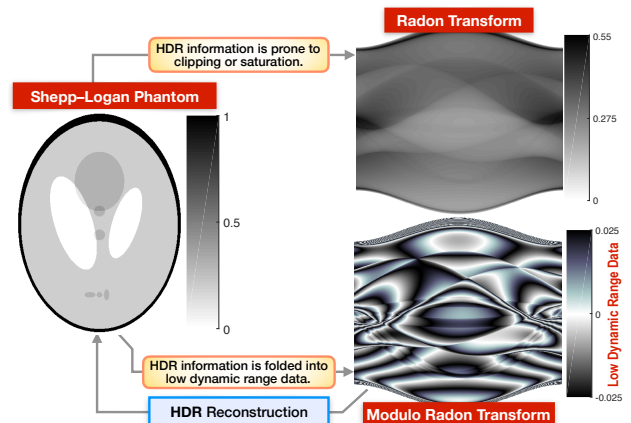 Radon Transform
HDR information is prone to
clipping or saturation.
Shepp–Logan Phantom
1
0.5
0
0.55
0.275
0
0.025
0
-0.025
Low Dynamic Range Data
HDR information is folded into
low dynamic range data.
HDR Reconstruction
Modulo Radon Transform